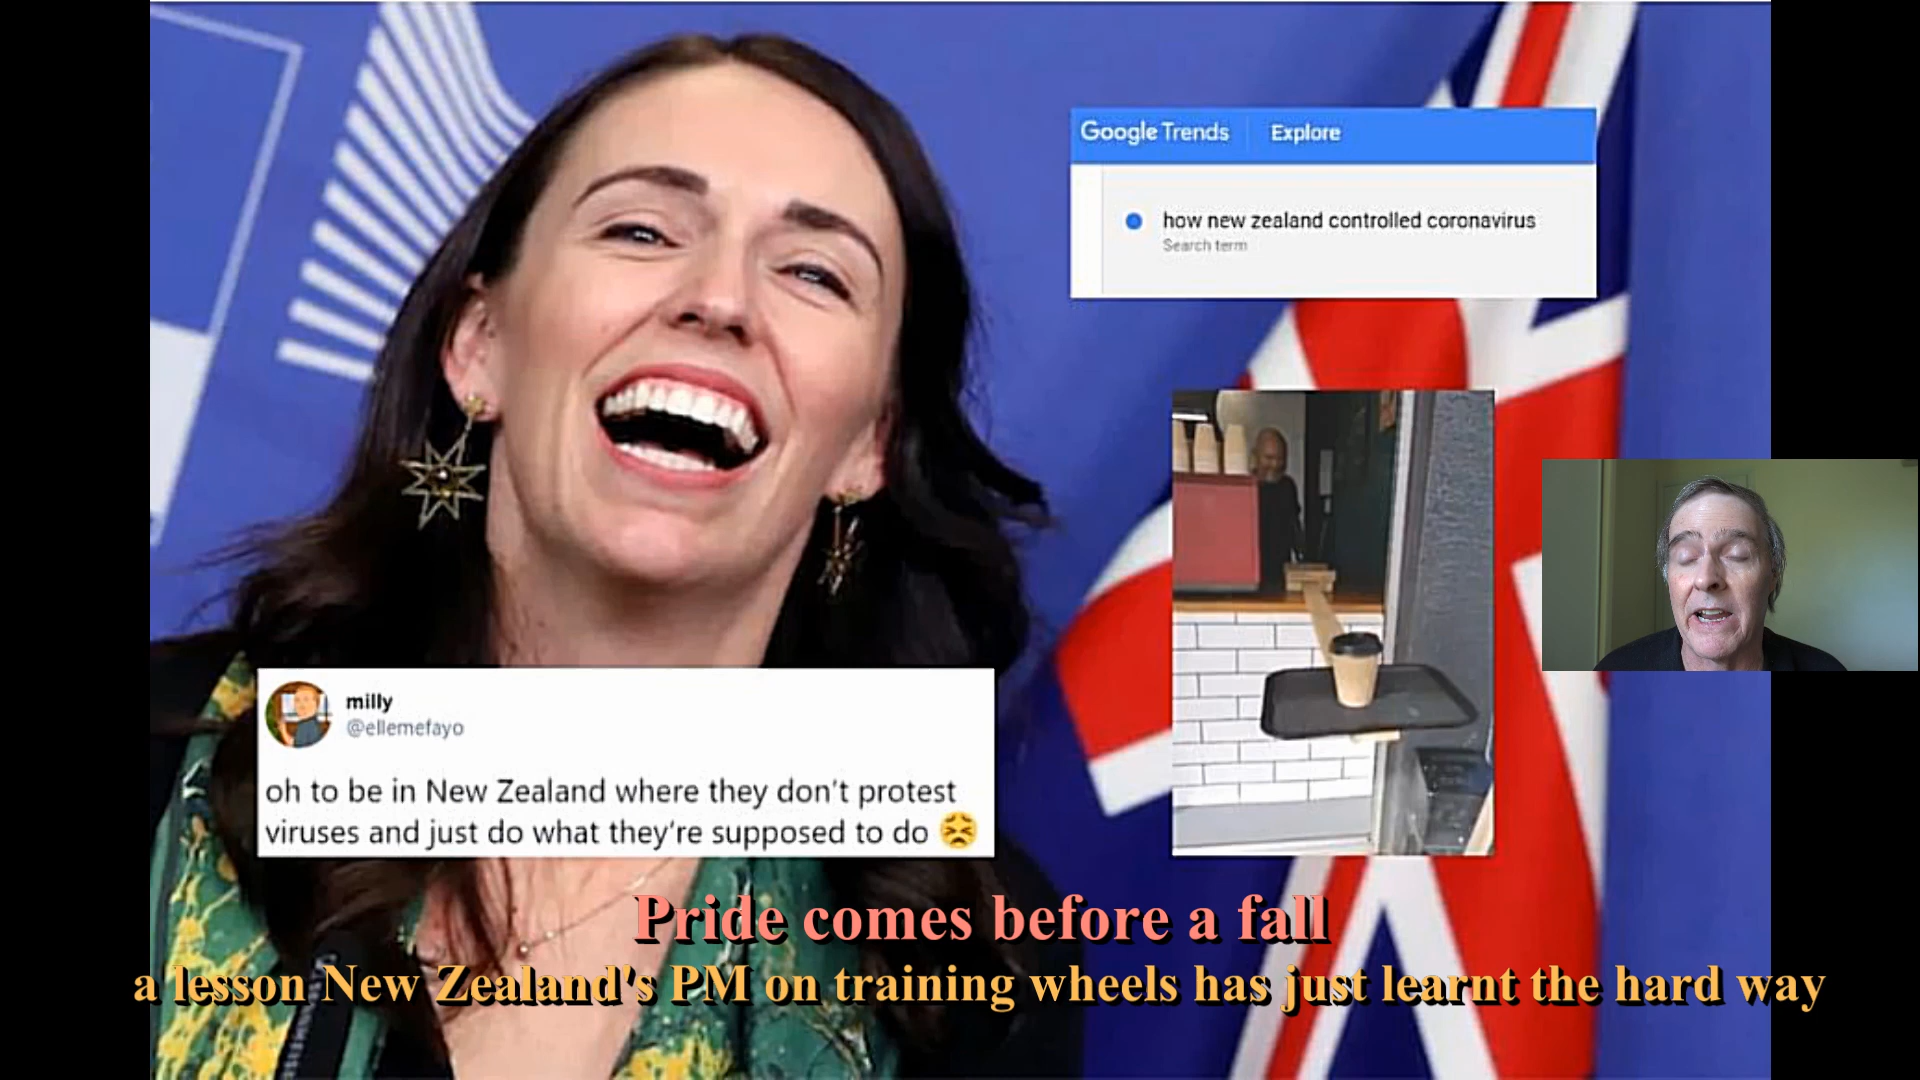 Google Trends Explore
how new zealand controlled coronavirus
Search term
milly
@ellemefayo
oh to be in New Zealand where they don't protest
viruses and just do what they're supposed to do
Pride comes before a fall
a lesson New Zealand's PM on training wheels has just learnt the hard way